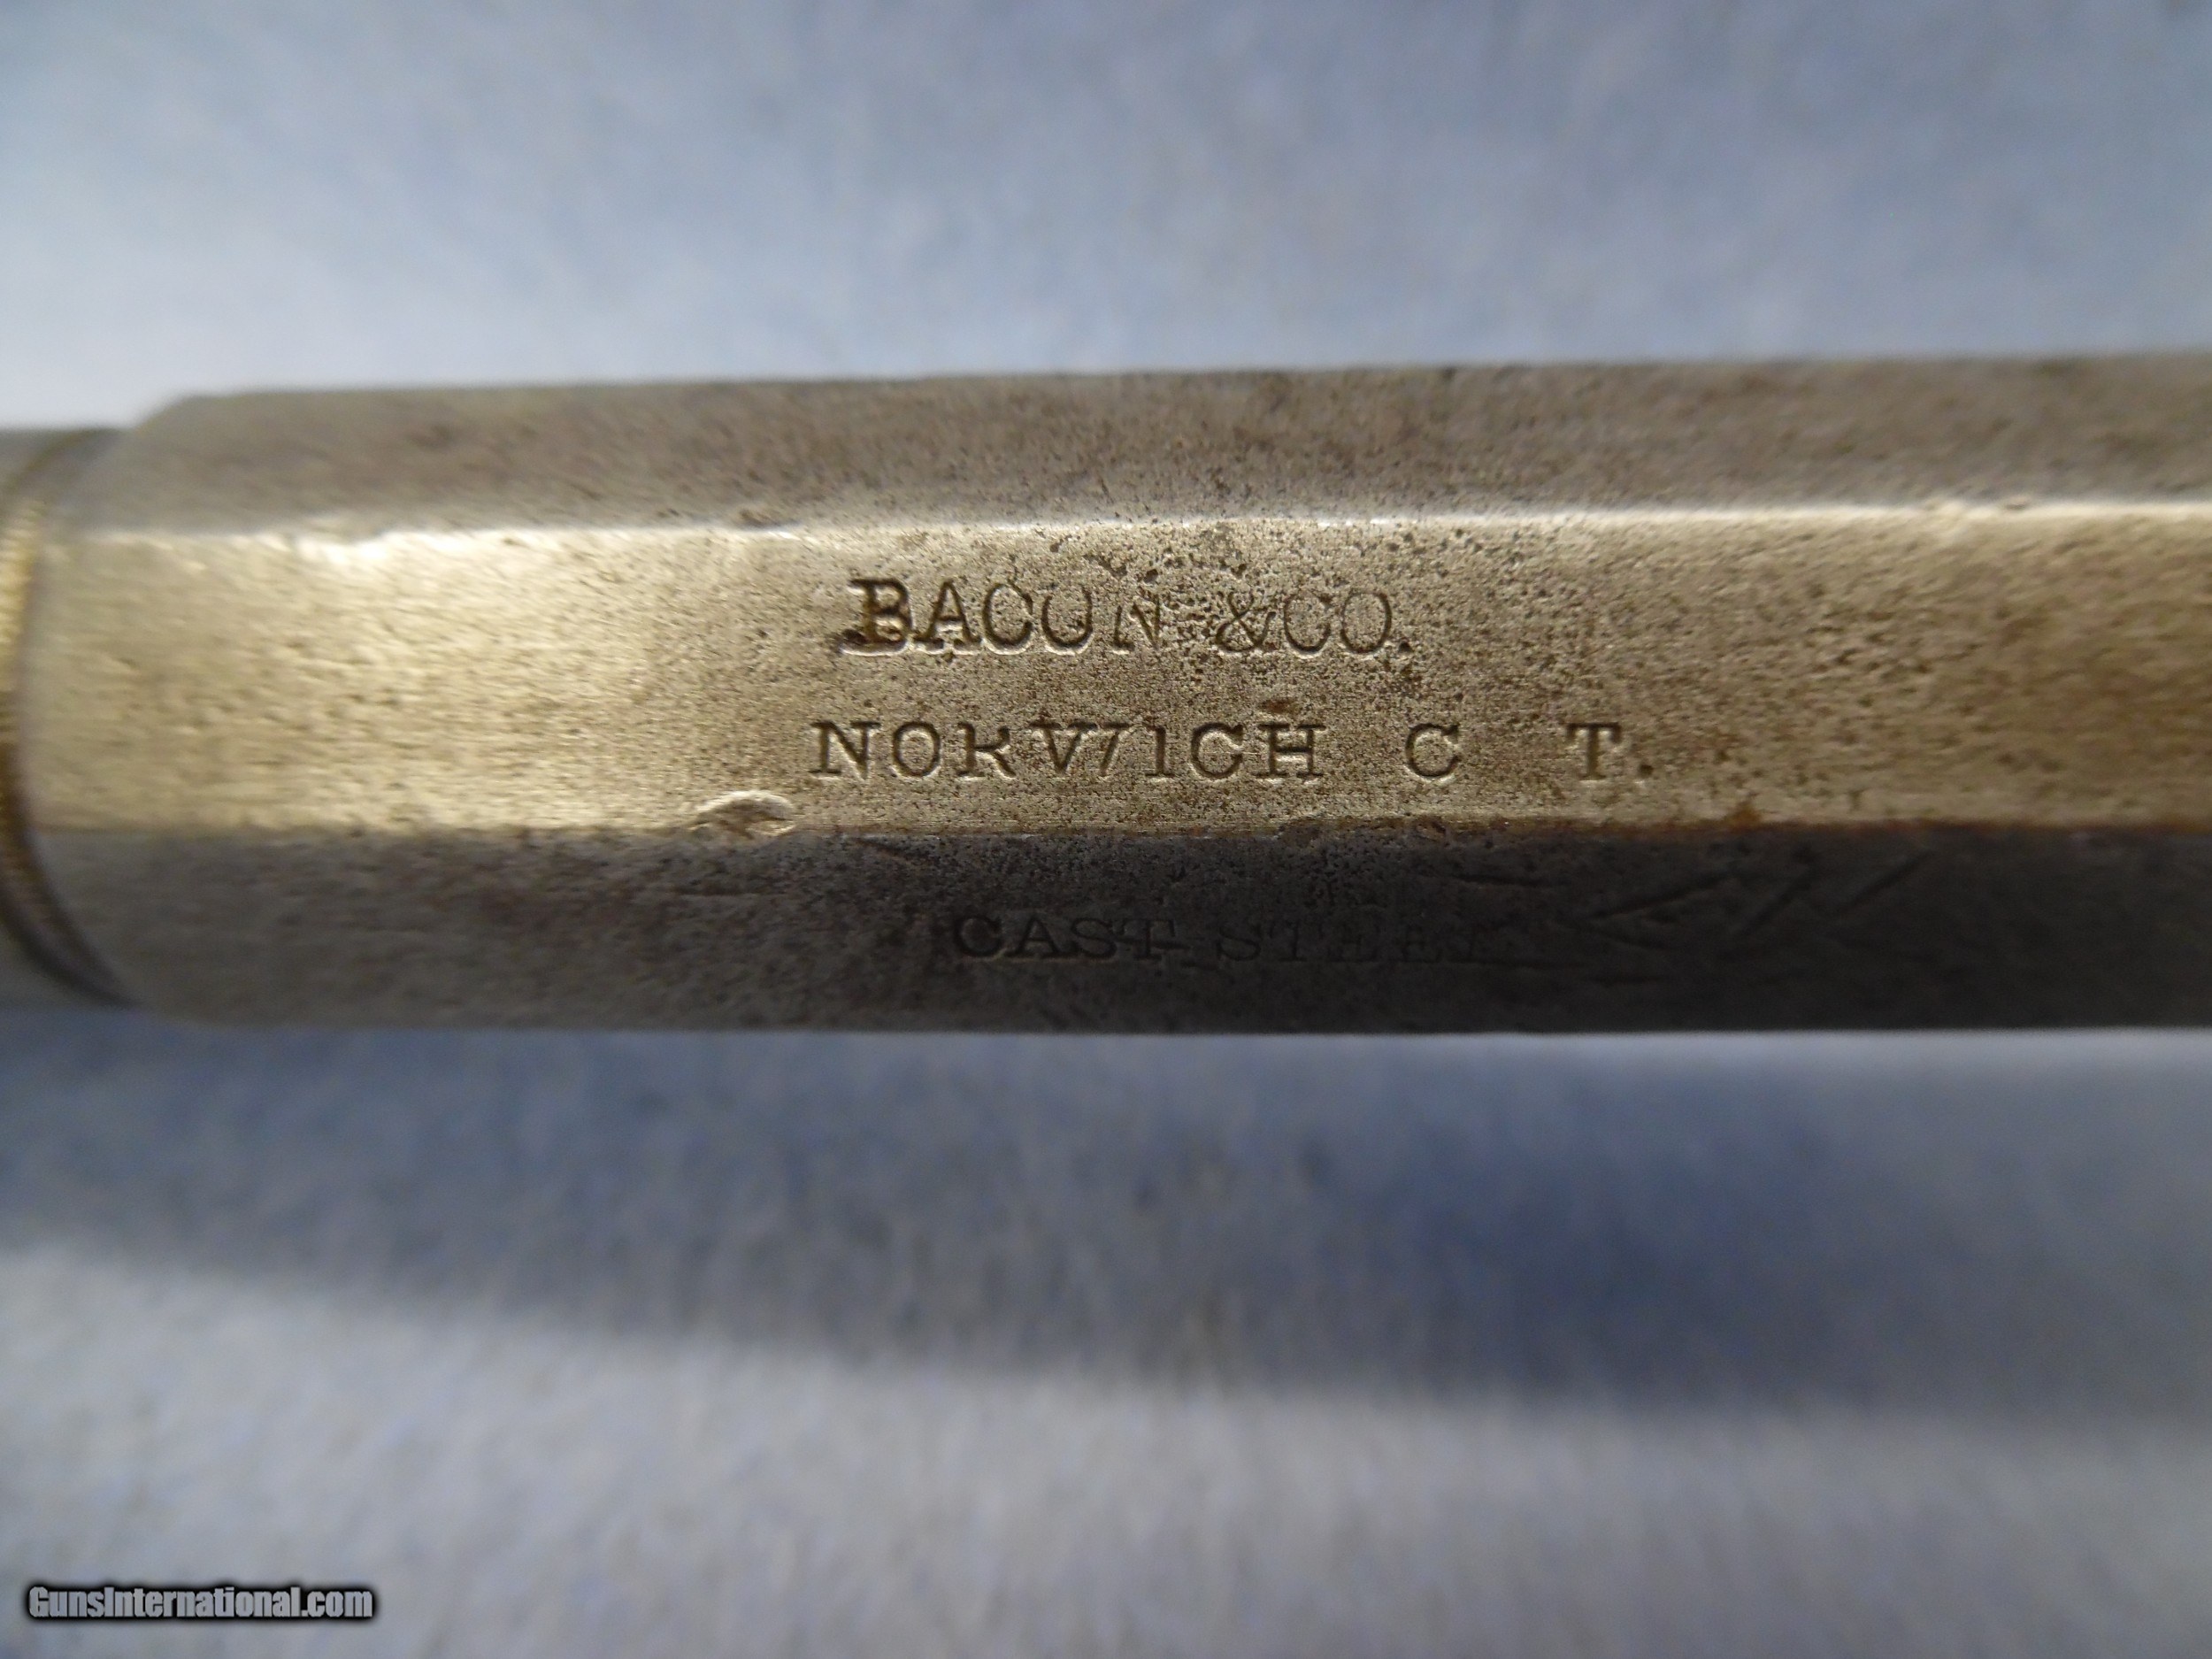 BACON & CO.
NORWICH C T.
CAST STEEL
GunsInternational.com